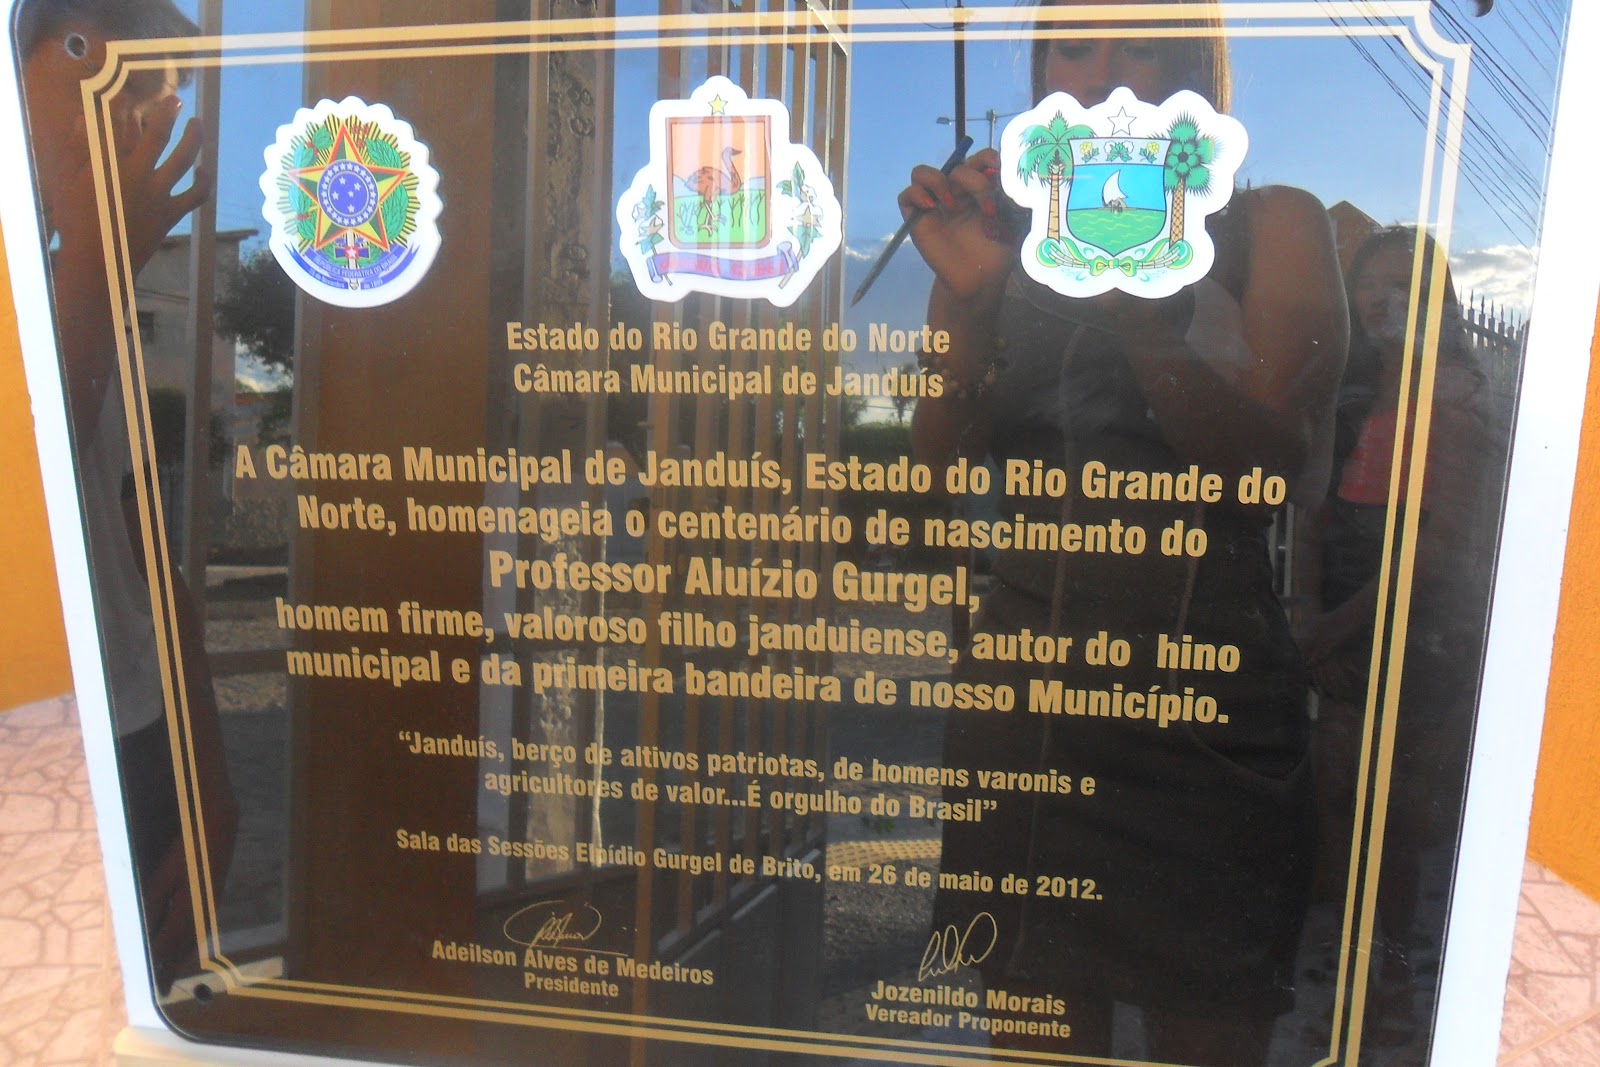 REPÚBLICA FEDERATIVA DO BRASIL
Estado do Rio Grande do Norte
Câmara Municipal de Janduís
A Câmara Municipal de Janduís, Estado do Rio Grande do
Norte, homenageia o centenário de nascimento do
Professor Aluízio Gurgel,
homem firme, valoroso filho janduiense, autor do hino
municipal e da primeira bandeira de nosso Município.
“Janduís, berço de altivos patriotas, de homens varonis e
agricultores de valor...É orgulho do Brasil”
Sala das Sessões Elpídio Gurgel de Brito, em 26 de maio de 2012.
Adeilson Alves de Medeiros
Presidente
Jozenildo Morais
Vereador Proponente